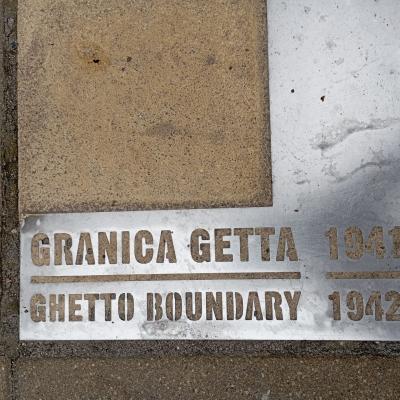 GRANICA GETTA 1941
GHETTO BOUNDARY 1942